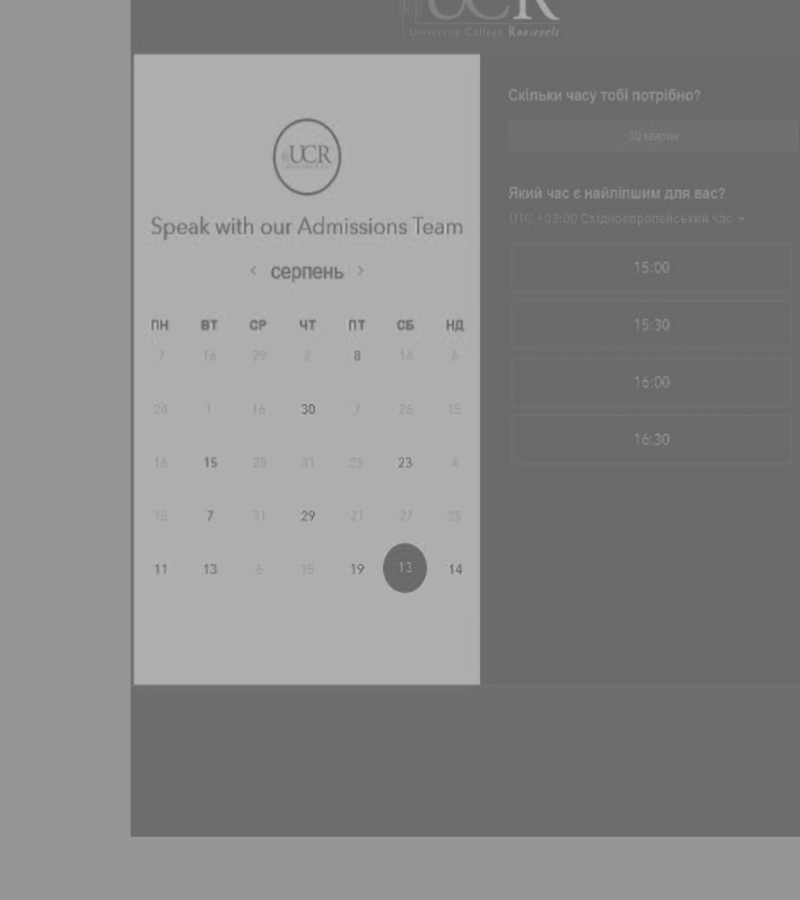 UCR
University College Roosevelt
UCR
Speak with our Admissions Team
< серпень >
ПН ВТ СР ЧТ ПТ СБ НД
7 16 29 2 8 14 6
24 1 16 30 7 26 15
16 15 20 31 25 23 4
15 7 31 29 21 27 25
11 13 6 15 19 13 14
Скільки часу тобі потрібно?
30 хвилин
Який час є найліпшим для вас?
UTC +03:00 Східноєвропейський час
15:00
15:30
16:00
16:30